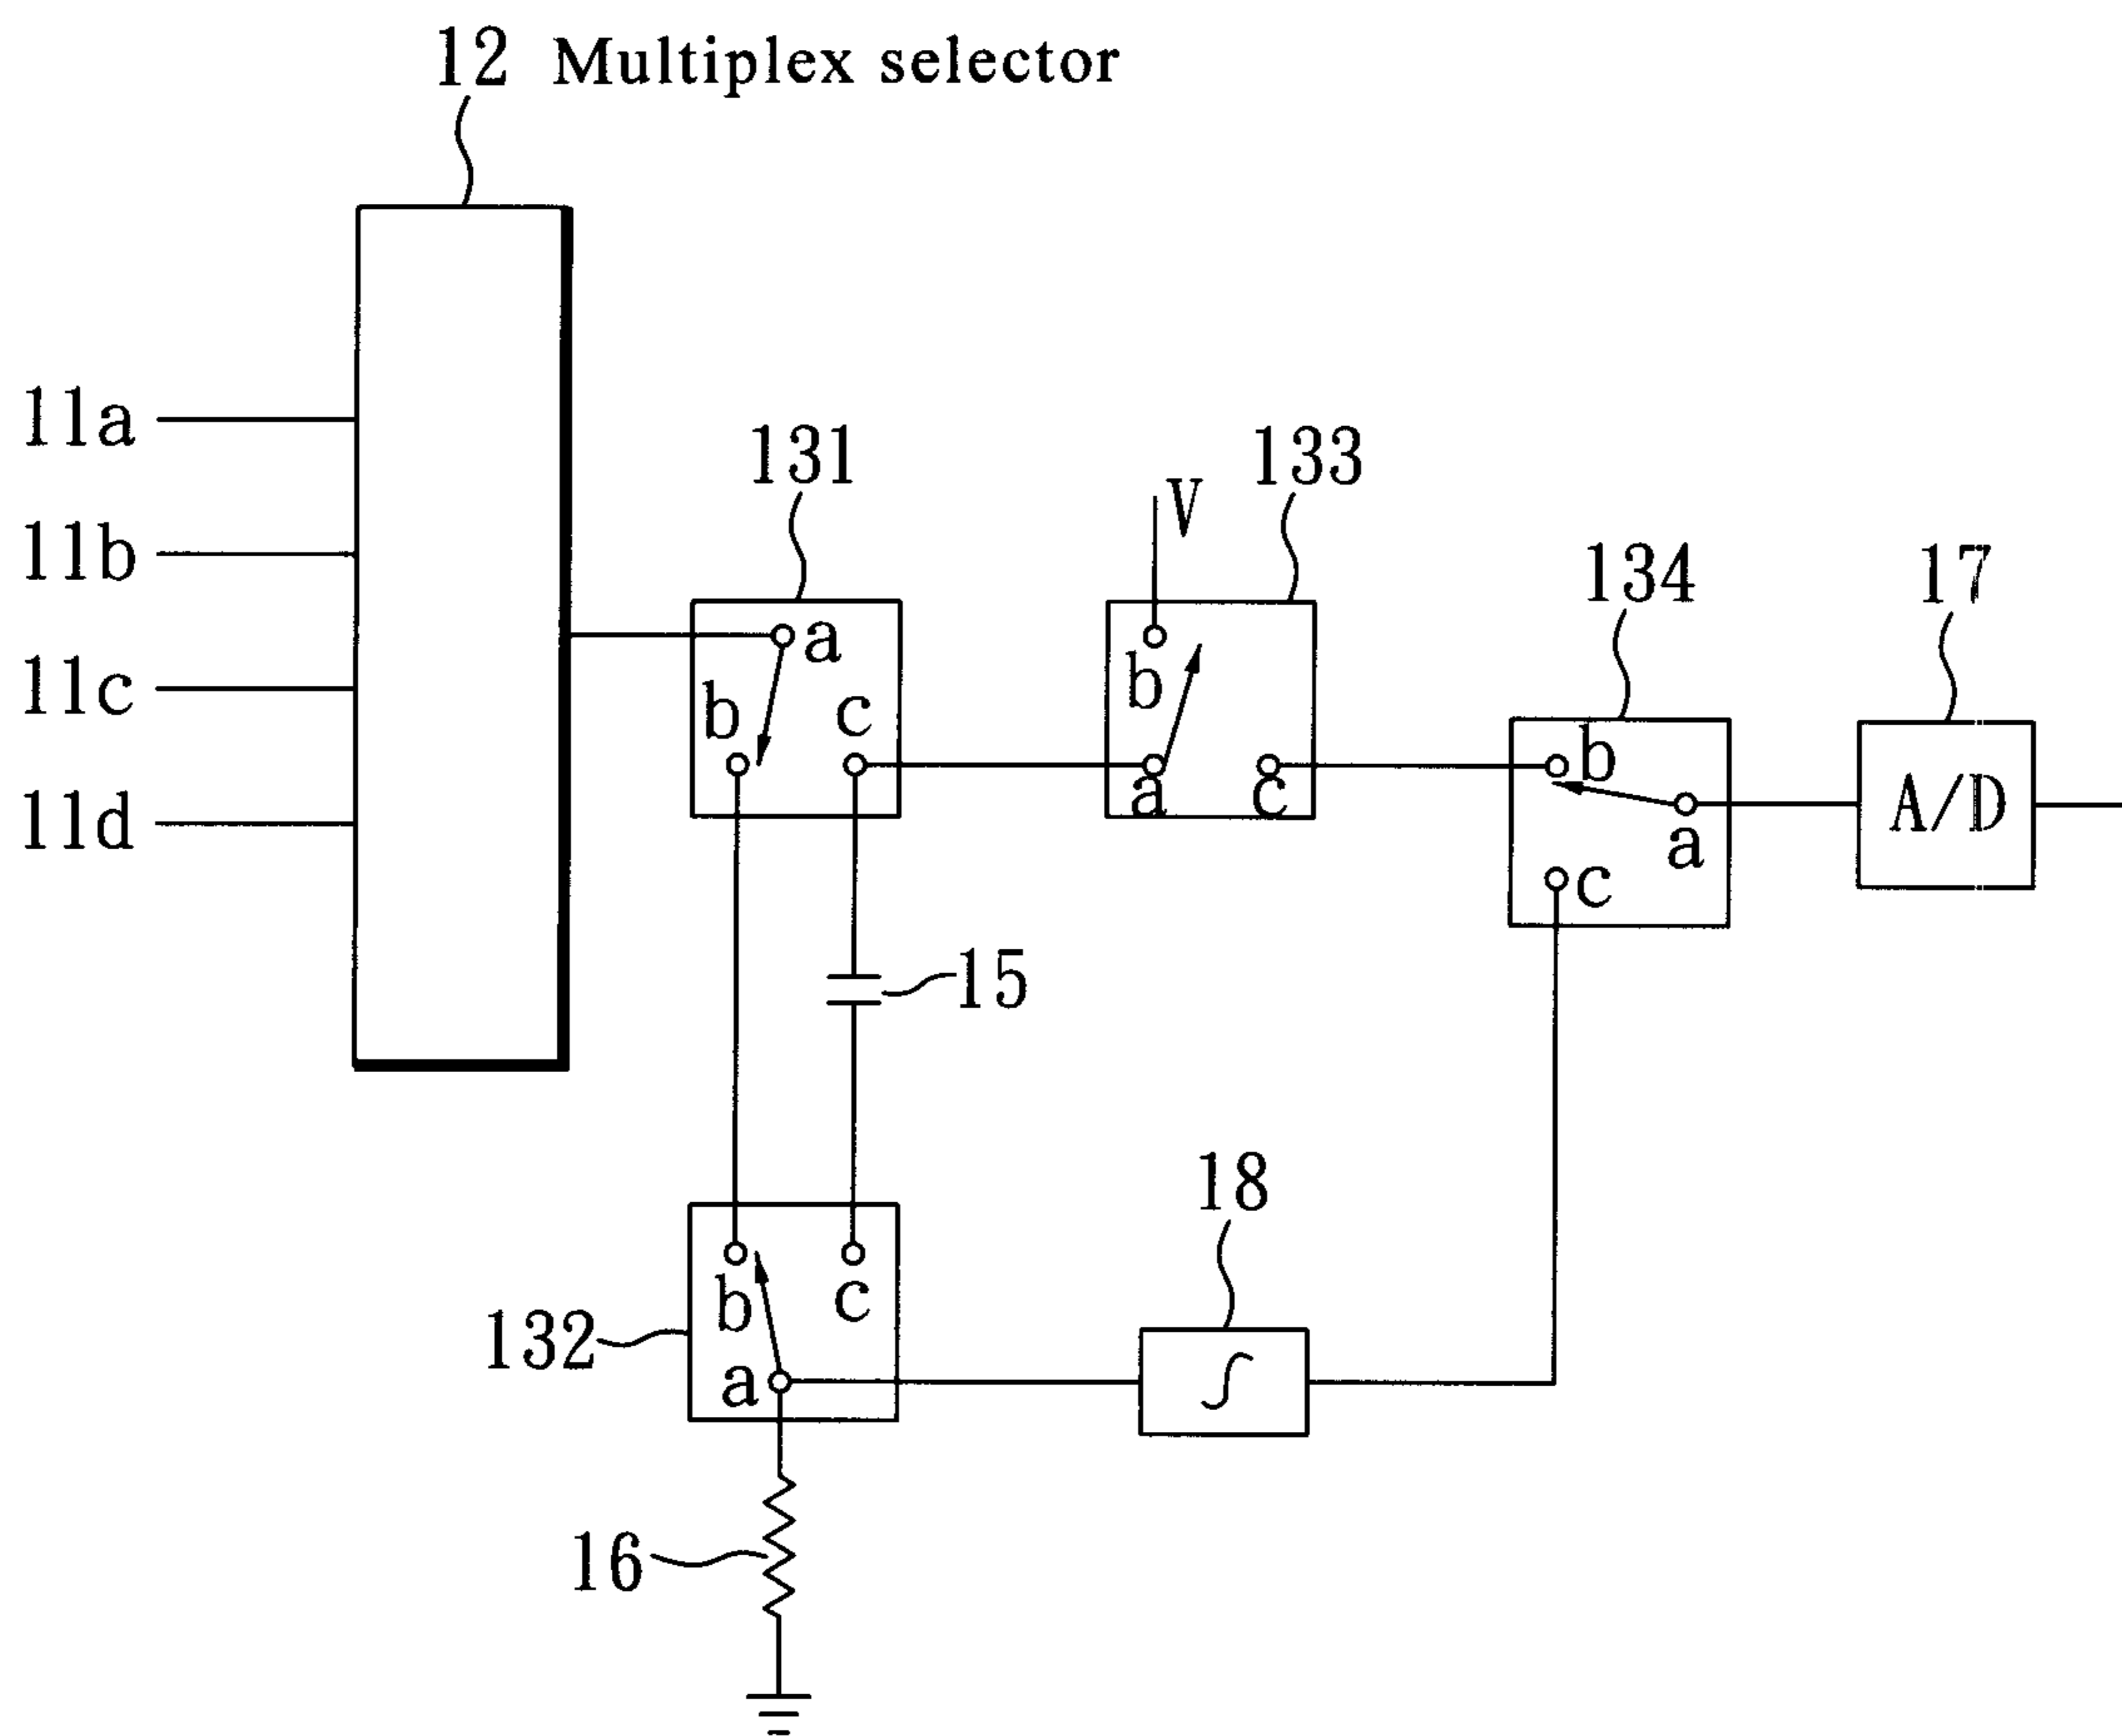 12 Multiplex selector
11a
11b
11c
11d
131
a
b
c
133
V
b
a
c
134
b
a
c
17
A/D
15
132
b
c
a
18
∫
16